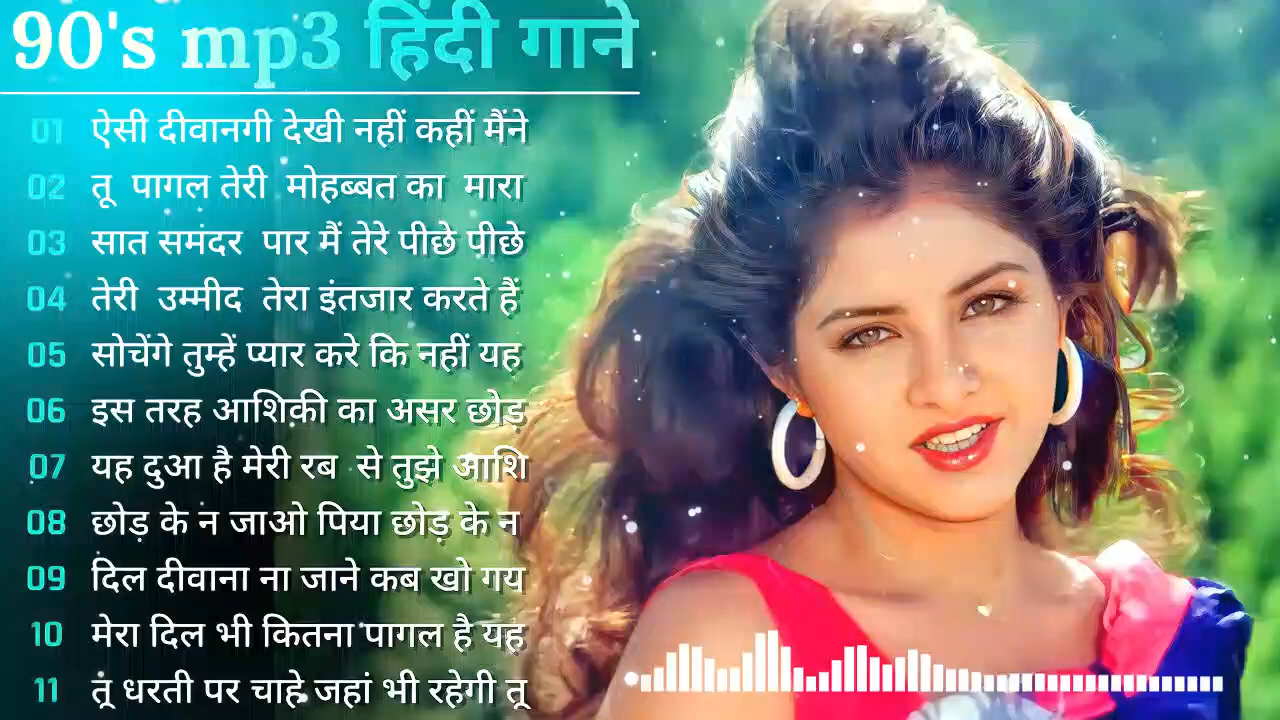 90's mp3 हिंदी गाने
01 ऐसी दीवानगी देखी नहीं कहीं मैंने
02 तू पागल तेरी मोहब्बत का मारा
03 सात समंदर पार मैं तेरे पीछे पीछे
04 तेरी उम्मीद तेरा इंतजार करते हैं
05 सोचेंगे तुम्हें प्यार करे कि नहीं यह
06 इस तरह आशिकी का असर छोड़
07 यह दुआ है मेरी रब से तुझे आशि
08 छोड़ के न जाओ पिया छोड़ के न
09 दिल दीवाना ना जाने कब खो गय
10 मेरा दिल भी कितना पागल है यह
11 तू धरती पर चाहे जहां भी रहेगी तू